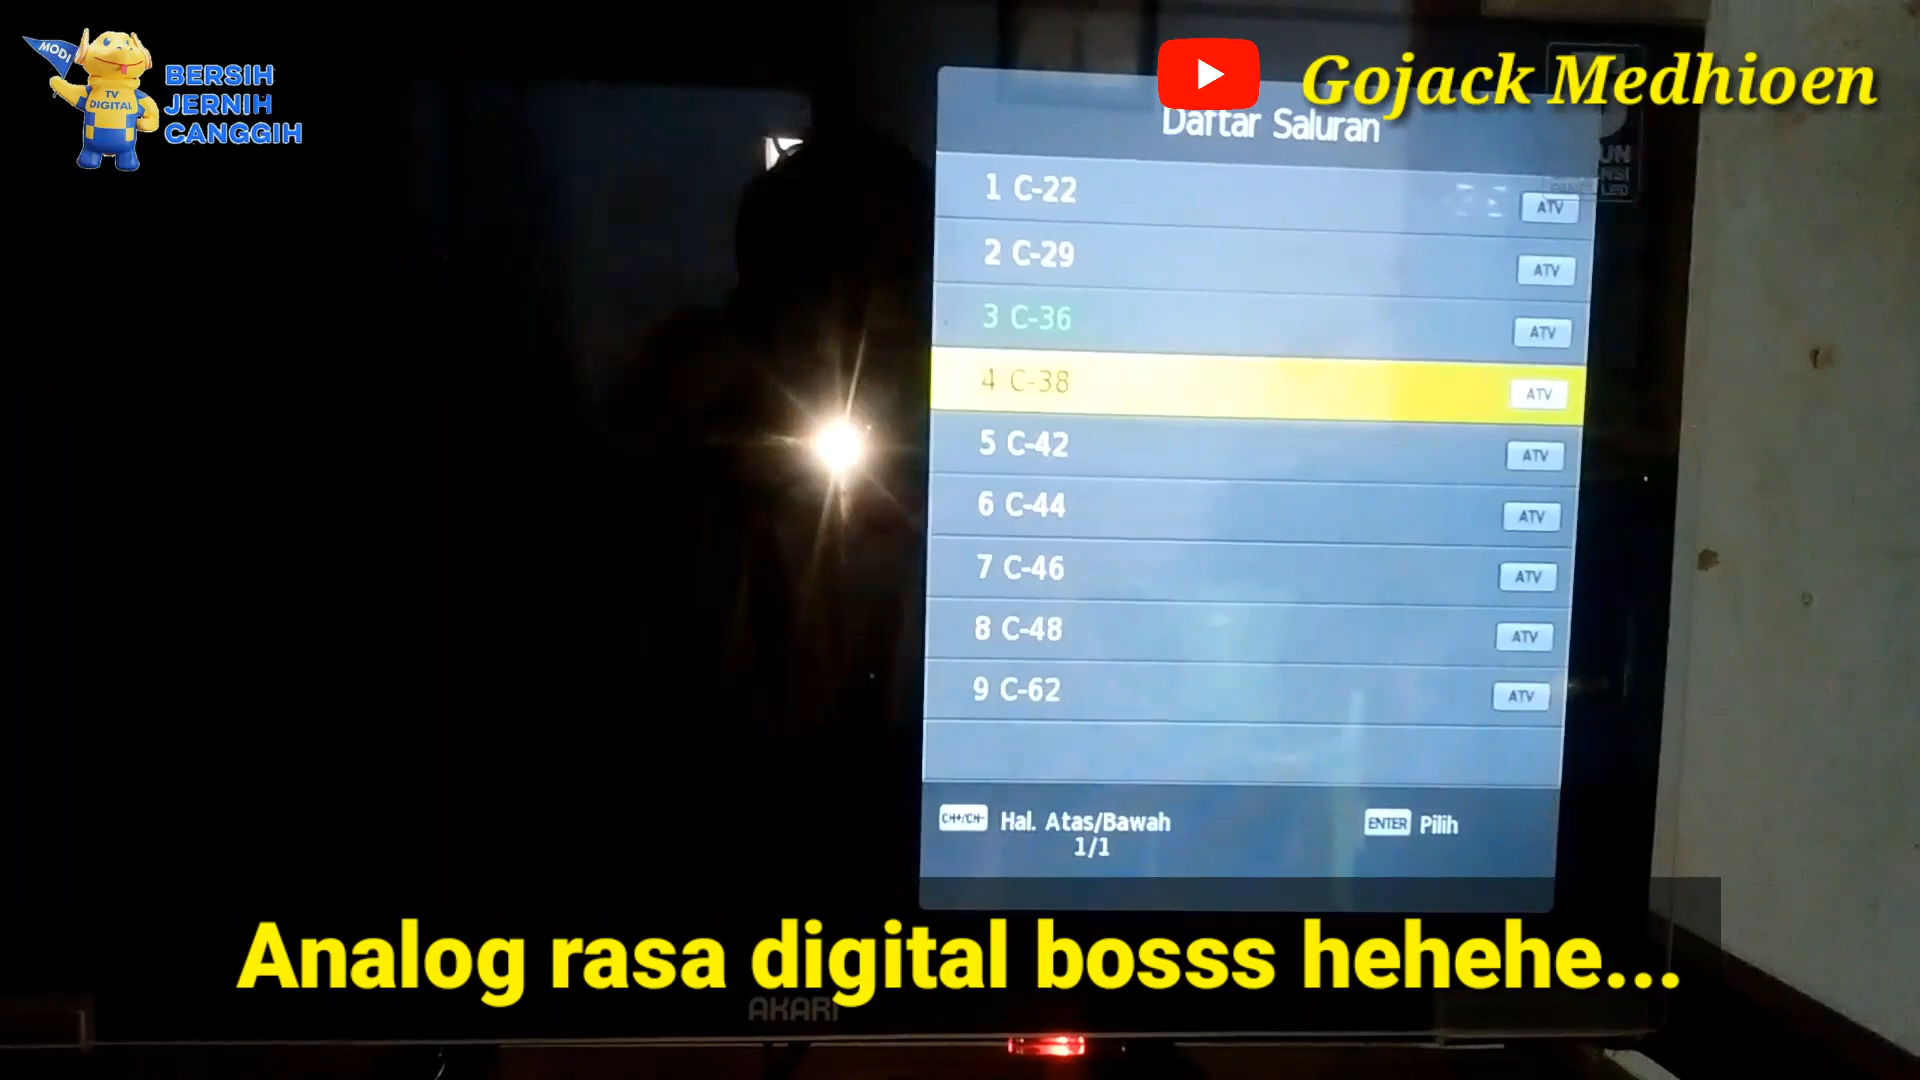 MODI
TV
DIGITAL
BERSIH
JERNIH
CANGGIH
Gojack Medhioen
Daftar Saluran
1 C-22 ATV
2 C-29 ATV
3 C-36 ATV
4 C-38 ATV
5 C-42 ATV
6 C-44 ATV
7 C-46 ATV
8 C-48 ATV
9 C-62 ATV
CH+/CH- Hal. Atas/Bawah
1/1
ENTER Pilih
Analog rasa digital bosss hehehe...
AKARI